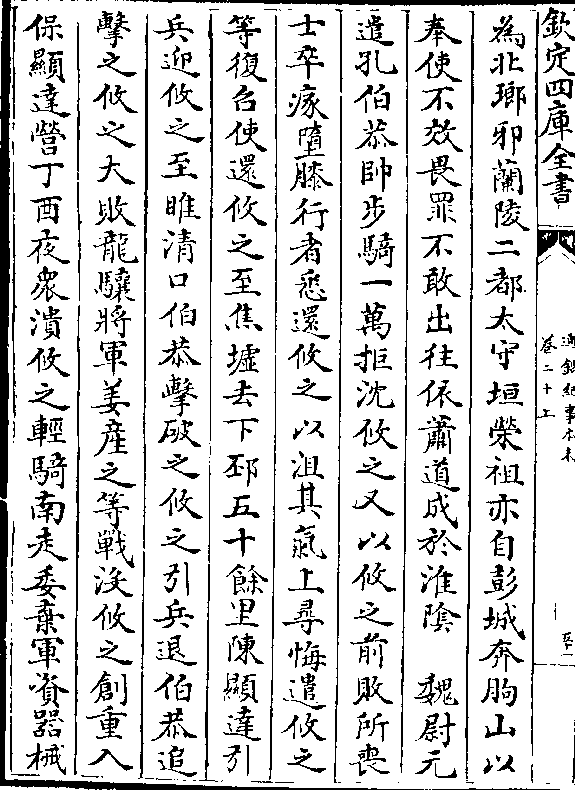 欽定四庫全書
通鑑紀事本末
卷二十上
為北瑯邪蘭陵二郡太守垣榮祖亦自彭城奔朐山以
奉使不效畏罪不敢出往依蕭道成於淮陰　魏尉元
遣孔伯恭帥步騎一萬拒沈攸之又以攸之前敗所喪
士卒瘃墮膝行者悉還攸之以沮其氣上尋悔遣攸之
等復召使還攸之至焦墟去下邳五十餘里陳顯達引
兵迎攸之至睢清口伯恭擊破之攸之引兵退伯恭追
擊之攸之大敗龍驤將軍姜産之等戰沒攸之創重入
保顯達營丁酉夜衆潰攸之輕騎南走委棄軍資器械